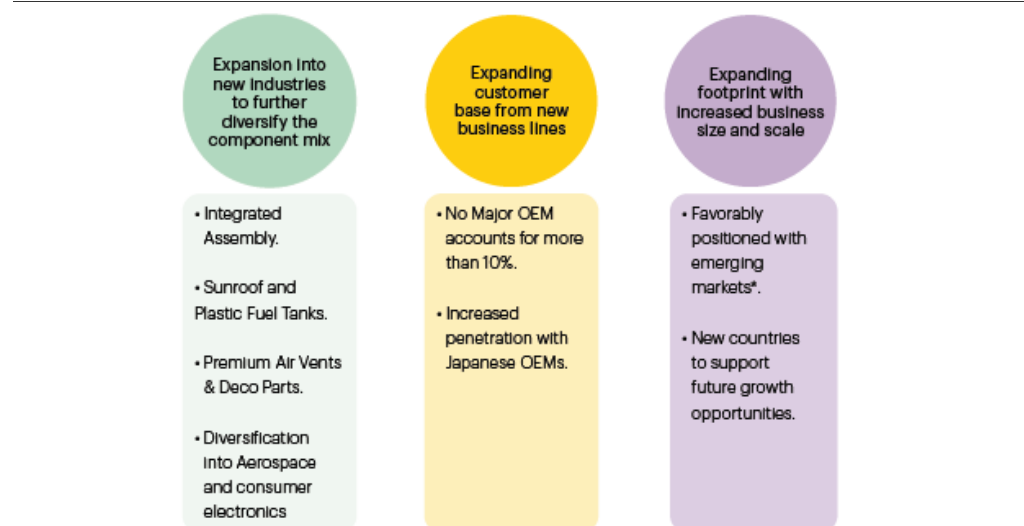 Expansion into
new industries
to further
diversify the
component mix
• Integrated
Assembly.
• Sunroof and
Plastic Fuel Tanks.
• Premium Air Vents
& Deco Parts.
• Diversification
into Aerospace
and consumer
electronics
Expanding
customer
base from new
business lines
• No Major OEM
accounts for more
than 10%.
• Increased
penetration with
Japanese OEMs.
Expanding
footprint with
increased business
size and scale
• Favorably
positioned with
emerging
markets*.
• New countries
to support
future growth
opportunities.